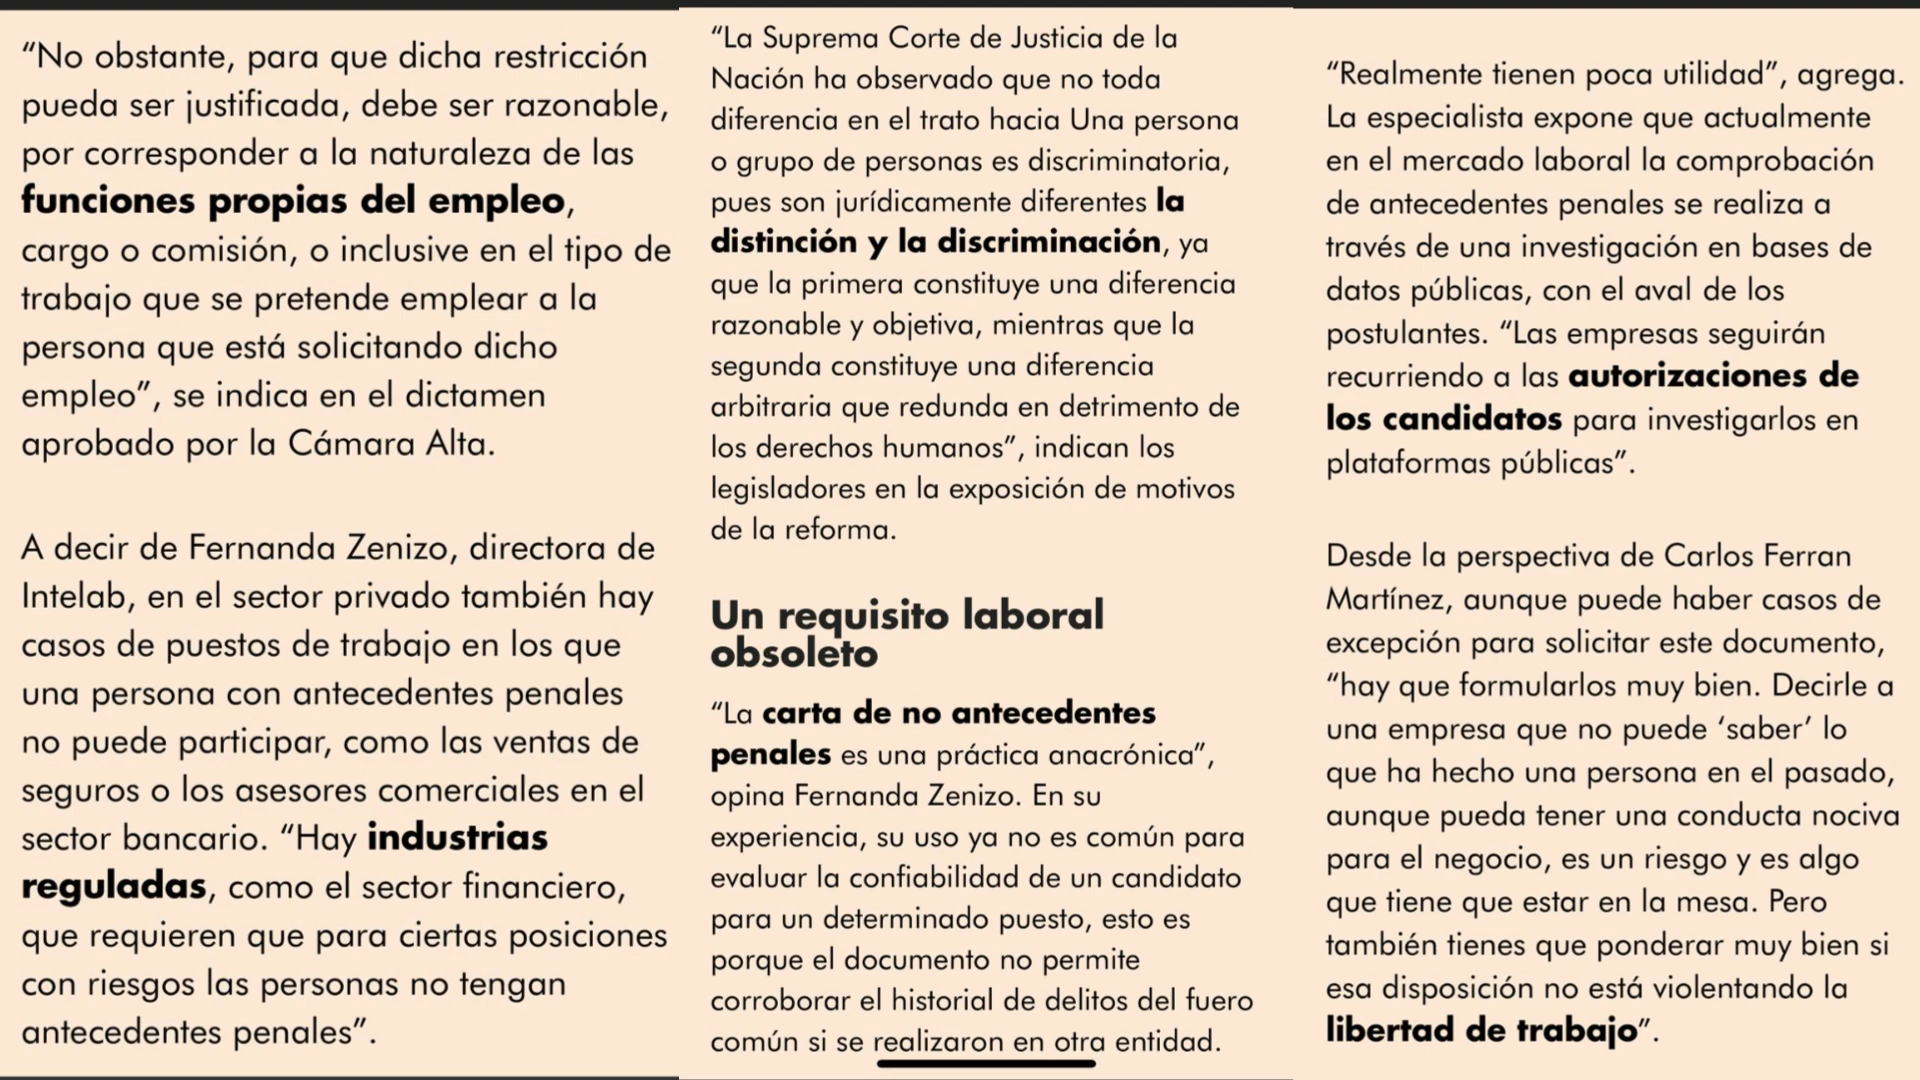 “No obstante, para que dicha restricción
pueda ser justificada, debe ser razonable,
por corresponder a la naturaleza de las
funciones propias del empleo,
cargo o comisión, o inclusive en el tipo de
trabajo que se pretende emplear a la
persona que está solicitando dicho
empleo”, se indica en el dictamen
aprobado por la Cámara Alta.
A decir de Fernanda Zenizo, directora de
Intelab, en el sector privado también hay
casos de puestos de trabajo en los que
una persona con antecedentes penales
no puede participar, como las ventas de
seguros o los asesores comerciales en el
sector bancario. “Hay industrias
reguladas, como el sector financiero,
que requieren que para ciertas posiciones
con riesgos las personas no tengan
antecedentes penales”.
“La Suprema Corte de Justicia de la
Nación ha observado que no toda
diferencia en el trato hacia Una persona
o grupo de personas es discriminatoria,
pues son jurídicamente diferentes la
distinción y la discriminación, ya
que la primera constituye una diferencia
razonable y objetiva, mientras que la
segunda constituye una diferencia
arbitraria que redunda en detrimento de
los derechos humanos”, indican los
legisladores en la exposición de motivos
de la reforma.
Un requisito laboral
obsoleto
“La carta de no antecedentes
penales es una práctica anacrónica”,
opina Fernanda Zenizo. En su
experiencia, su uso ya no es común para
evaluar la confiabilidad de un candidato
para un determinado puesto, esto es
porque el documento no permite
corroborar el historial de delitos del fuero
común si se realizaron en otra entidad.
“Realmente tienen poca utilidad”, agrega.
La especialista expone que actualmente
en el mercado laboral la comprobación
de antecedentes penales se realiza a
través de una investigación en bases de
datos públicas, con el aval de los
postulantes. “Las empresas seguirán
recurriendo a las autorizaciones de
los candidatos para investigarlos en
plataformas públicas”.
Desde la perspectiva de Carlos Ferran
Martínez, aunque puede haber casos de
excepción para solicitar este documento,
“hay que formularlos muy bien. Decirle a
una empresa que no puede ‘saber’ lo
que ha hecho una persona en el pasado,
aunque pueda tener una conducta nociva
para el negocio, es un riesgo y es algo
que tiene que estar en la mesa. Pero
también tienes que ponderar muy bien si
esa disposición no está violentando la
libertad de trabajo”.